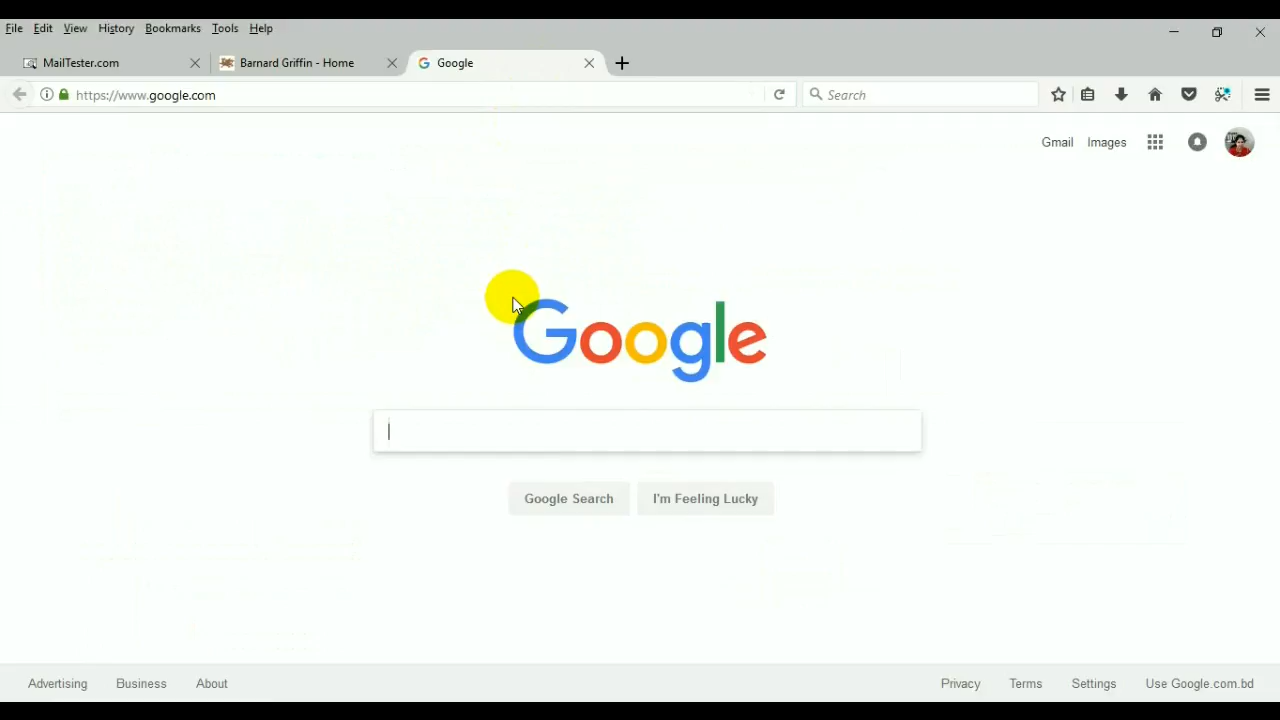 File Edit View History Bookmarks Tools Help
MailTester.com Barnard Griffin - Home Google
https://www.google.com Search
Gmail Images
Google
Google Search I'm Feeling Lucky
Advertising Business About Privacy Terms Settings Use Google.com.bd